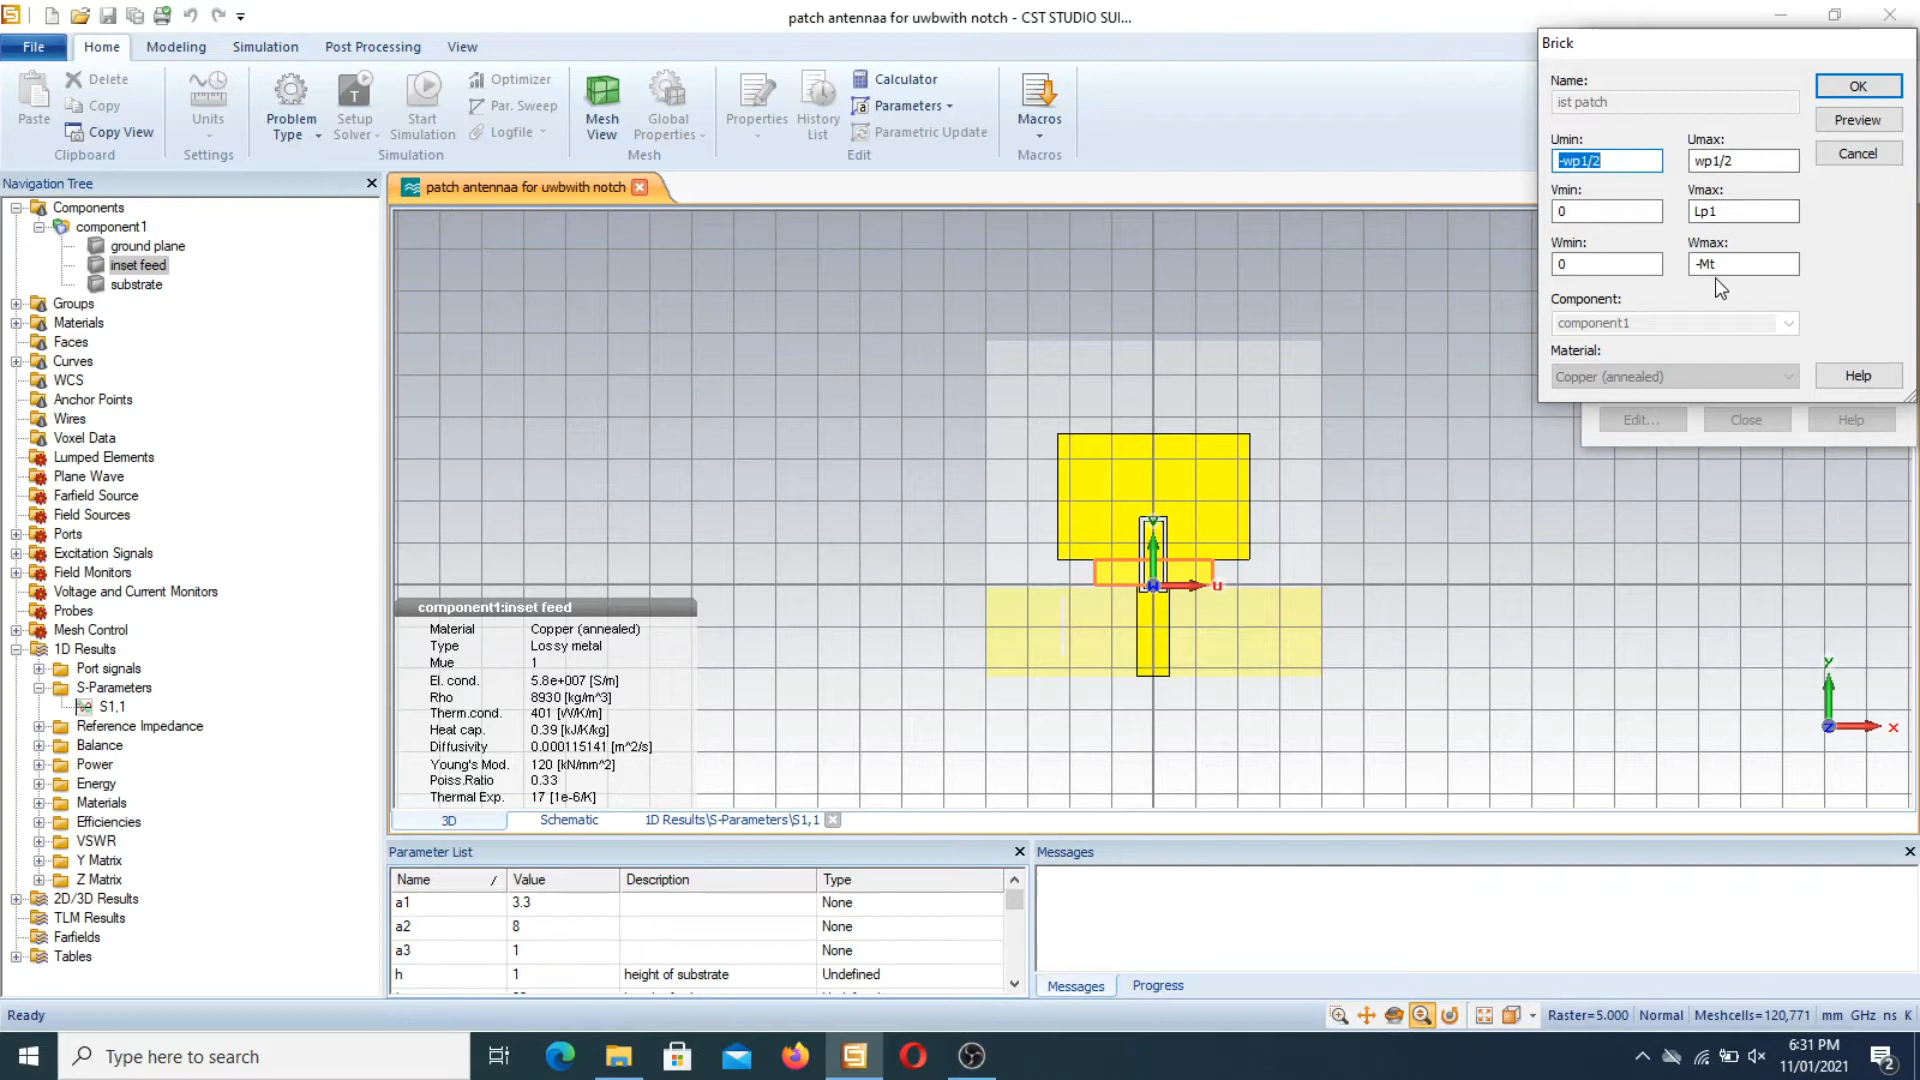 patch antennaa for uwbwith notch - CST STUDIO SUI...
File
Home
Modeling
Simulation
Post Processing
View
Paste
Delete
Copy
Copy View
Clipboard
Units
Settings
Problem Type
Setup Solver
Start Simulation
Optimizer
Par. Sweep
Logfile
Simulation
Mesh View
Global Properties
Mesh
Properties
History List
Calculator
Parameters
Parametric Update
Edit
Macros
Macros
Brick
Name:
ist patch
OK
Preview
Cancel
Umin:
Umax:
-wp1/2
wp1/2
Vmin:
Vmax:
0
Lp1
Wmin:
Wmax:
0
-Mt
Component:
component1
Material:
Copper (annealed)
Help
Edit...
Close
Help
Navigation Tree
Components
component1
ground plane
inset feed
substrate
Groups
Materials
Faces
Curves
WCS
Anchor Points
Wires
Voxel Data
Lumped Elements
Plane Wave
Farfield Source
Field Sources
Ports
Excitation Signals
Field Monitors
Voltage and Current Monitors
Probes
Mesh Control
1D Results
Port signals
S-Parameters
S1,1
Reference Impedance
Balance
Power
Energy
Materials
Efficiencies
VSWR
Y Matrix
Z Matrix
2D/3D Results
TLM Results
Farfields
Tables
patch antennaa for uwbwith notch
u
y
x
z
component1:inset feed
Material Copper (annealed)
Type Lossy metal
Mue 1
El. cond. 5.8e+007 [S/m]
Rho 8930 [kg/m^3]
Therm.cond. 401 [W/K/m]
Heat cap. 0.39 [kJ/K/kg]
Diffusivity 0.000115141 [m^2/s]
Young's Mod. 120 [kN/mm^2]
Poiss.Ratio 0.33
Thermal Exp. 17 [1e-6/K]
3D
Schematic
1D Results\S-Parameters\S1,1
Parameter List
Name / Value Description Type
a1 3.3 None
a2 8 None
a3 1 None
h 1 height of substrate Undefined
Messages
Messages
Progress
Ready
Raster=5.000 Normal Meshcells=120,771 mm GHz ns K
Type here to search
6:31 PM
11/01/2021
2